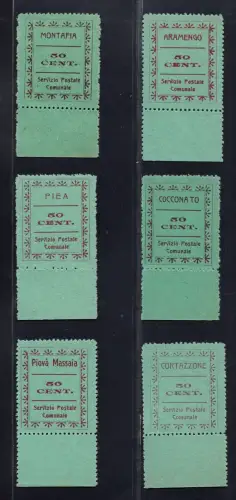 MONTAFIA
50
CENT.
Servizio Postale
Comunale
ARAMENGO
50
CENT.
Servizio Postale
Comunale
PIEA
50
CENT.
Servizio Postale
Comunale
COCCONATO
50
CENT.
Servizio Postale
Comunale
Piovà Massaia
50
CENT.
Servizio Postale
Comunale
CORTAZZONE
50
CENT.
Servizio Postale
Comunale